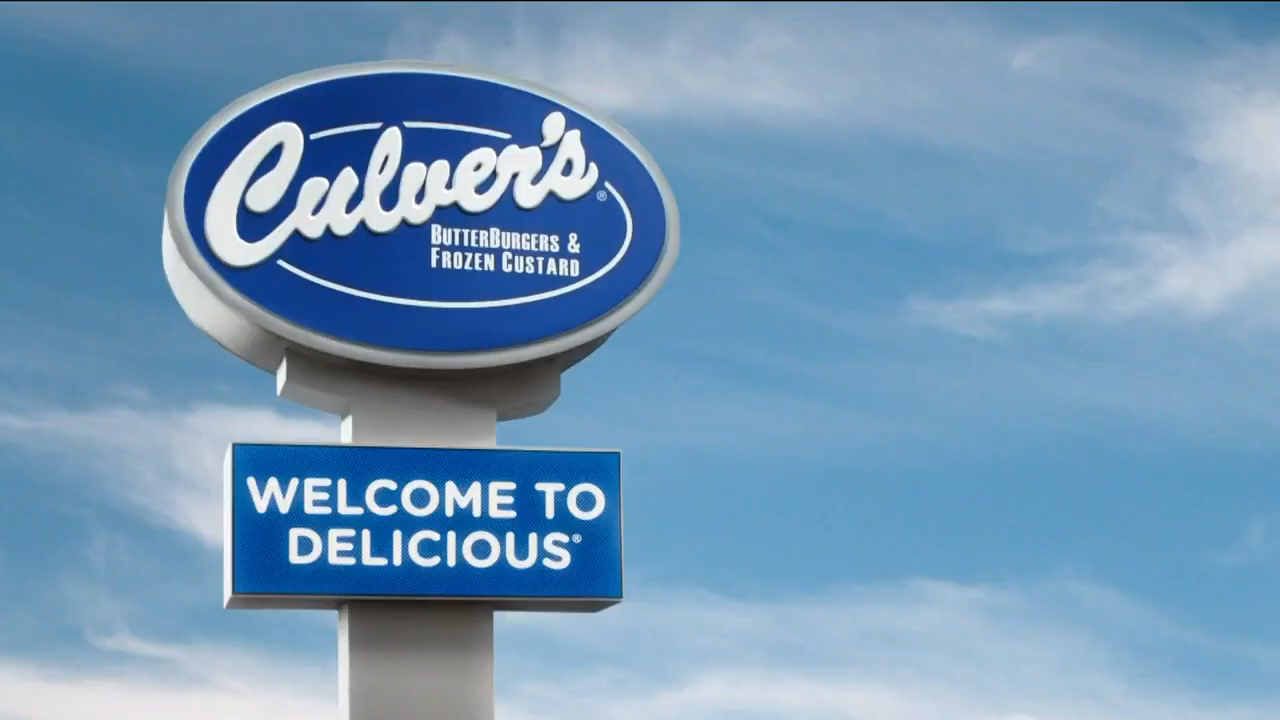 Culver's®
BUTTERBURGERS &
FROZEN CUSTARD
WELCOME TO
DELICIOUS®